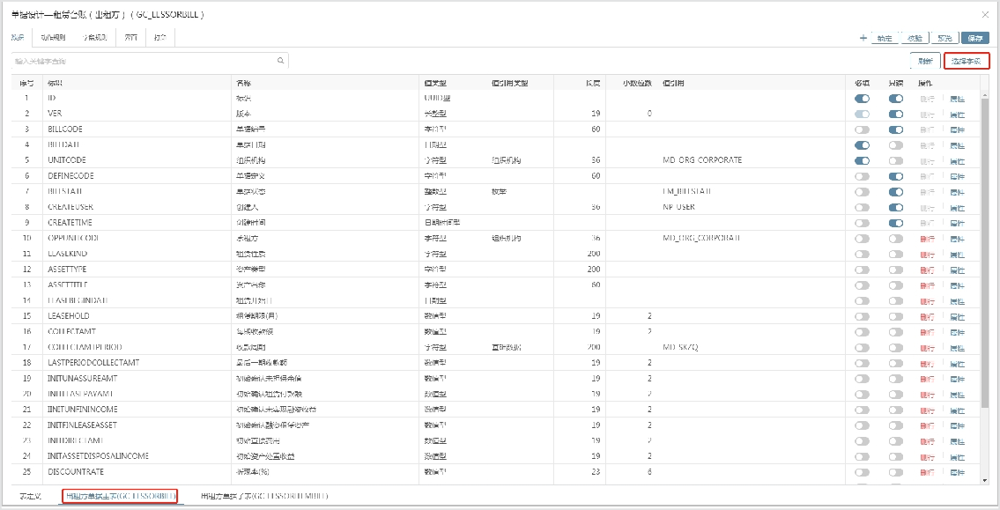 单据设计—租赁台账（出租方）（GC_LESSORBILL）
数据 动作规则 字段规则 界面 打印
锁定 校验 预览 保存
输入关键字查询
刷新 选择字段
序号 标识 名称 值类型 值引用类型 长度 小数位数 值引用 必填 只读 操作
1 ID 标识 UUID型 删行 属性
2 VER 版本 长整型 19 0 删行 属性
3 BILLCODE 单据编号 字符型 60 删行 属性
4 BILLDATE 单据日期 日期型 删行 属性
5 UNITCODE 组织机构 字符型 组织机构 36 MD_ORG_CORPORATE 删行 属性
6 DEFINECODE 单据定义 字符型 60 删行 属性
7 BILLSTATE 单据状态 整数型 枚举 EM_BILLSTATE 删行 属性
8 CREATEUSER 创建人 字符型 36 NP_USER 删行 属性
9 CREATETIME 创建时间 日期时间型 删行 属性
10 OPPUNITCODE 承租方 字符型 组织机构 36 MD_ORG_CORPORATE 删行 属性
11 LEASEKIND 租赁性质 字符型 200 删行 属性
12 ASSETTYPE 资产类型 字符型 200 删行 属性
13 ASSETTITLE 资产名称 字符型 60 删行 属性
14 LEASEBEGINDATE 租赁开始日 日期型 删行 属性
15 LEASEHOLD 租赁期限(月) 数值型 19 2 删行 属性
16 COLLECTAMT 每期收款额 数值型 19 2 删行 属性
17 COLLECTAMTPERIOD 收款周期 字符型 基础数据 200 MD_SKZQ 删行 属性
18 LASTPERIODCOLLECTAMT 最后一期收款额 数值型 19 2 删行 属性
19 INITUNASSUREAMT 初始确认未担保余值 数值型 19 2 删行 属性
20 INITLEASEPAYAMT 初始确认租赁付款额 数值型 19 2 删行 属性
21 IINITUNFININCOME 初始确认未实现融资收益 数值型 19 2 删行 属性
22 INITFINLEASEASSET 初始确认融资租赁资产 数值型 19 2 删行 属性
23 INITDIRECTAMT 初始直接费用 数值型 19 2 删行 属性
24 INITASSETDISPOSALINCOME 初始资产处置收益 数值型 19 2 删行 属性
25 DISCOUNTRATE 折现率(%) 数值型 23 6 删行 属性
表定义 出租方单据主表(GC_LESSORBILL) 出租方单据子表(GC_LESSORITEMBILL)